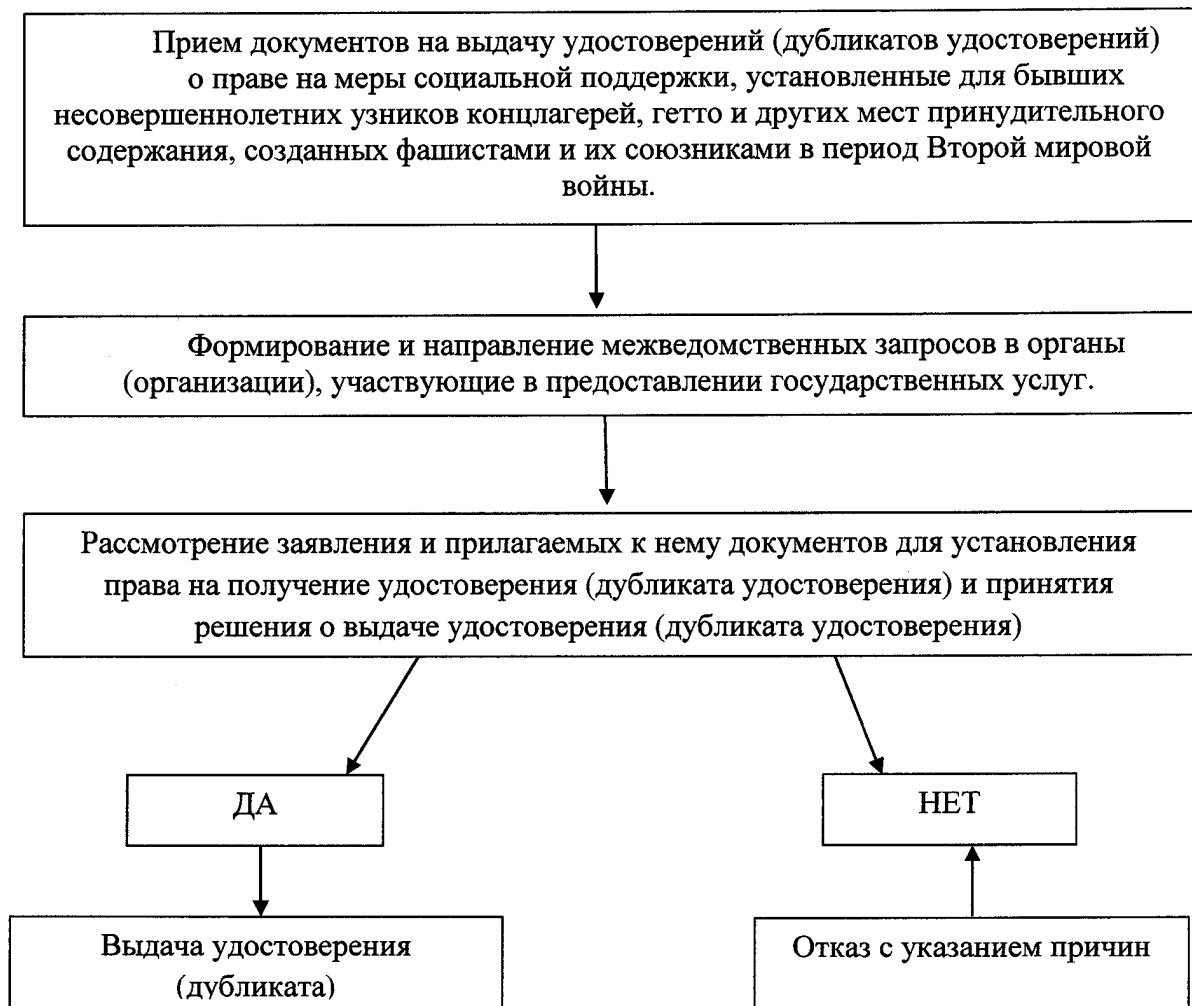 Прием документов на выдачу удостоверений (дубликатов удостоверений)
о праве на меры социальной поддержки, установленные для бывших
несовершеннолетних узников концлагерей, гетто и других мест принудительного
содержания, созданных фашистами и их союзниками в период Второй мировой
войны.
Формирование и направление межведомственных запросов в органы
(организации), участвующие в предоставлении государственных услуг.
Рассмотрение заявления и прилагаемых к нему документов для установления
права на получение удостоверения (дубликата удостоверения) и принятия
решения о выдаче удостоверения (дубликата удостоверения)
ДА
НЕТ
Выдача удостоверения
(дубликата)
Отказ с указанием причин